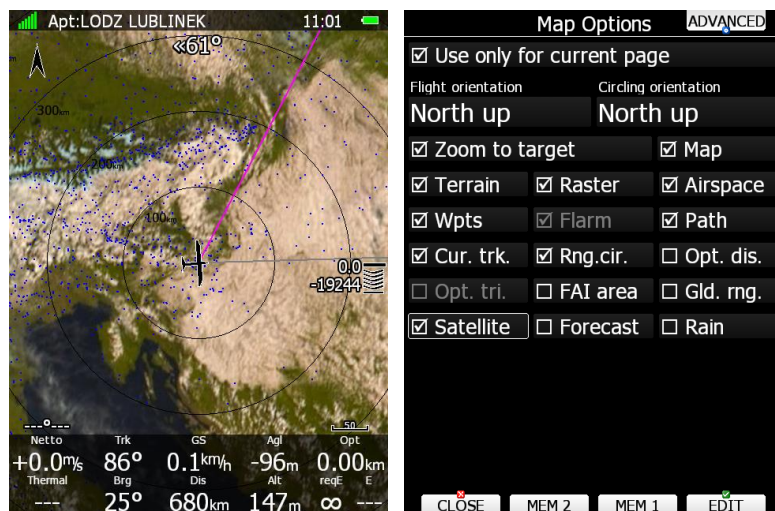 Apt:LODZ LUBLINEK 11:01
«61°
300km
200km
100km
0.0
-19244
---°---
50
Netto Trk GS Agl Opt
+0.0m/s 86° 0.1km/h -96m 0.00km
Thermal Brg Dis Alt reqE E
--- 25° 680km 147m ∞ ---
Map Options ADVANCED
Use only for current page
Flight orientation Circling orientation
North up North up
Zoom to target Map
Terrain Raster Airspace
Wpts Flarm Path
Cur. trk. Rng.cir. Opt. dis.
Opt. tri. FAI area Gld. rng.
Satellite Forecast Rain
CLOSE MEM 2 MEM 1 EDIT